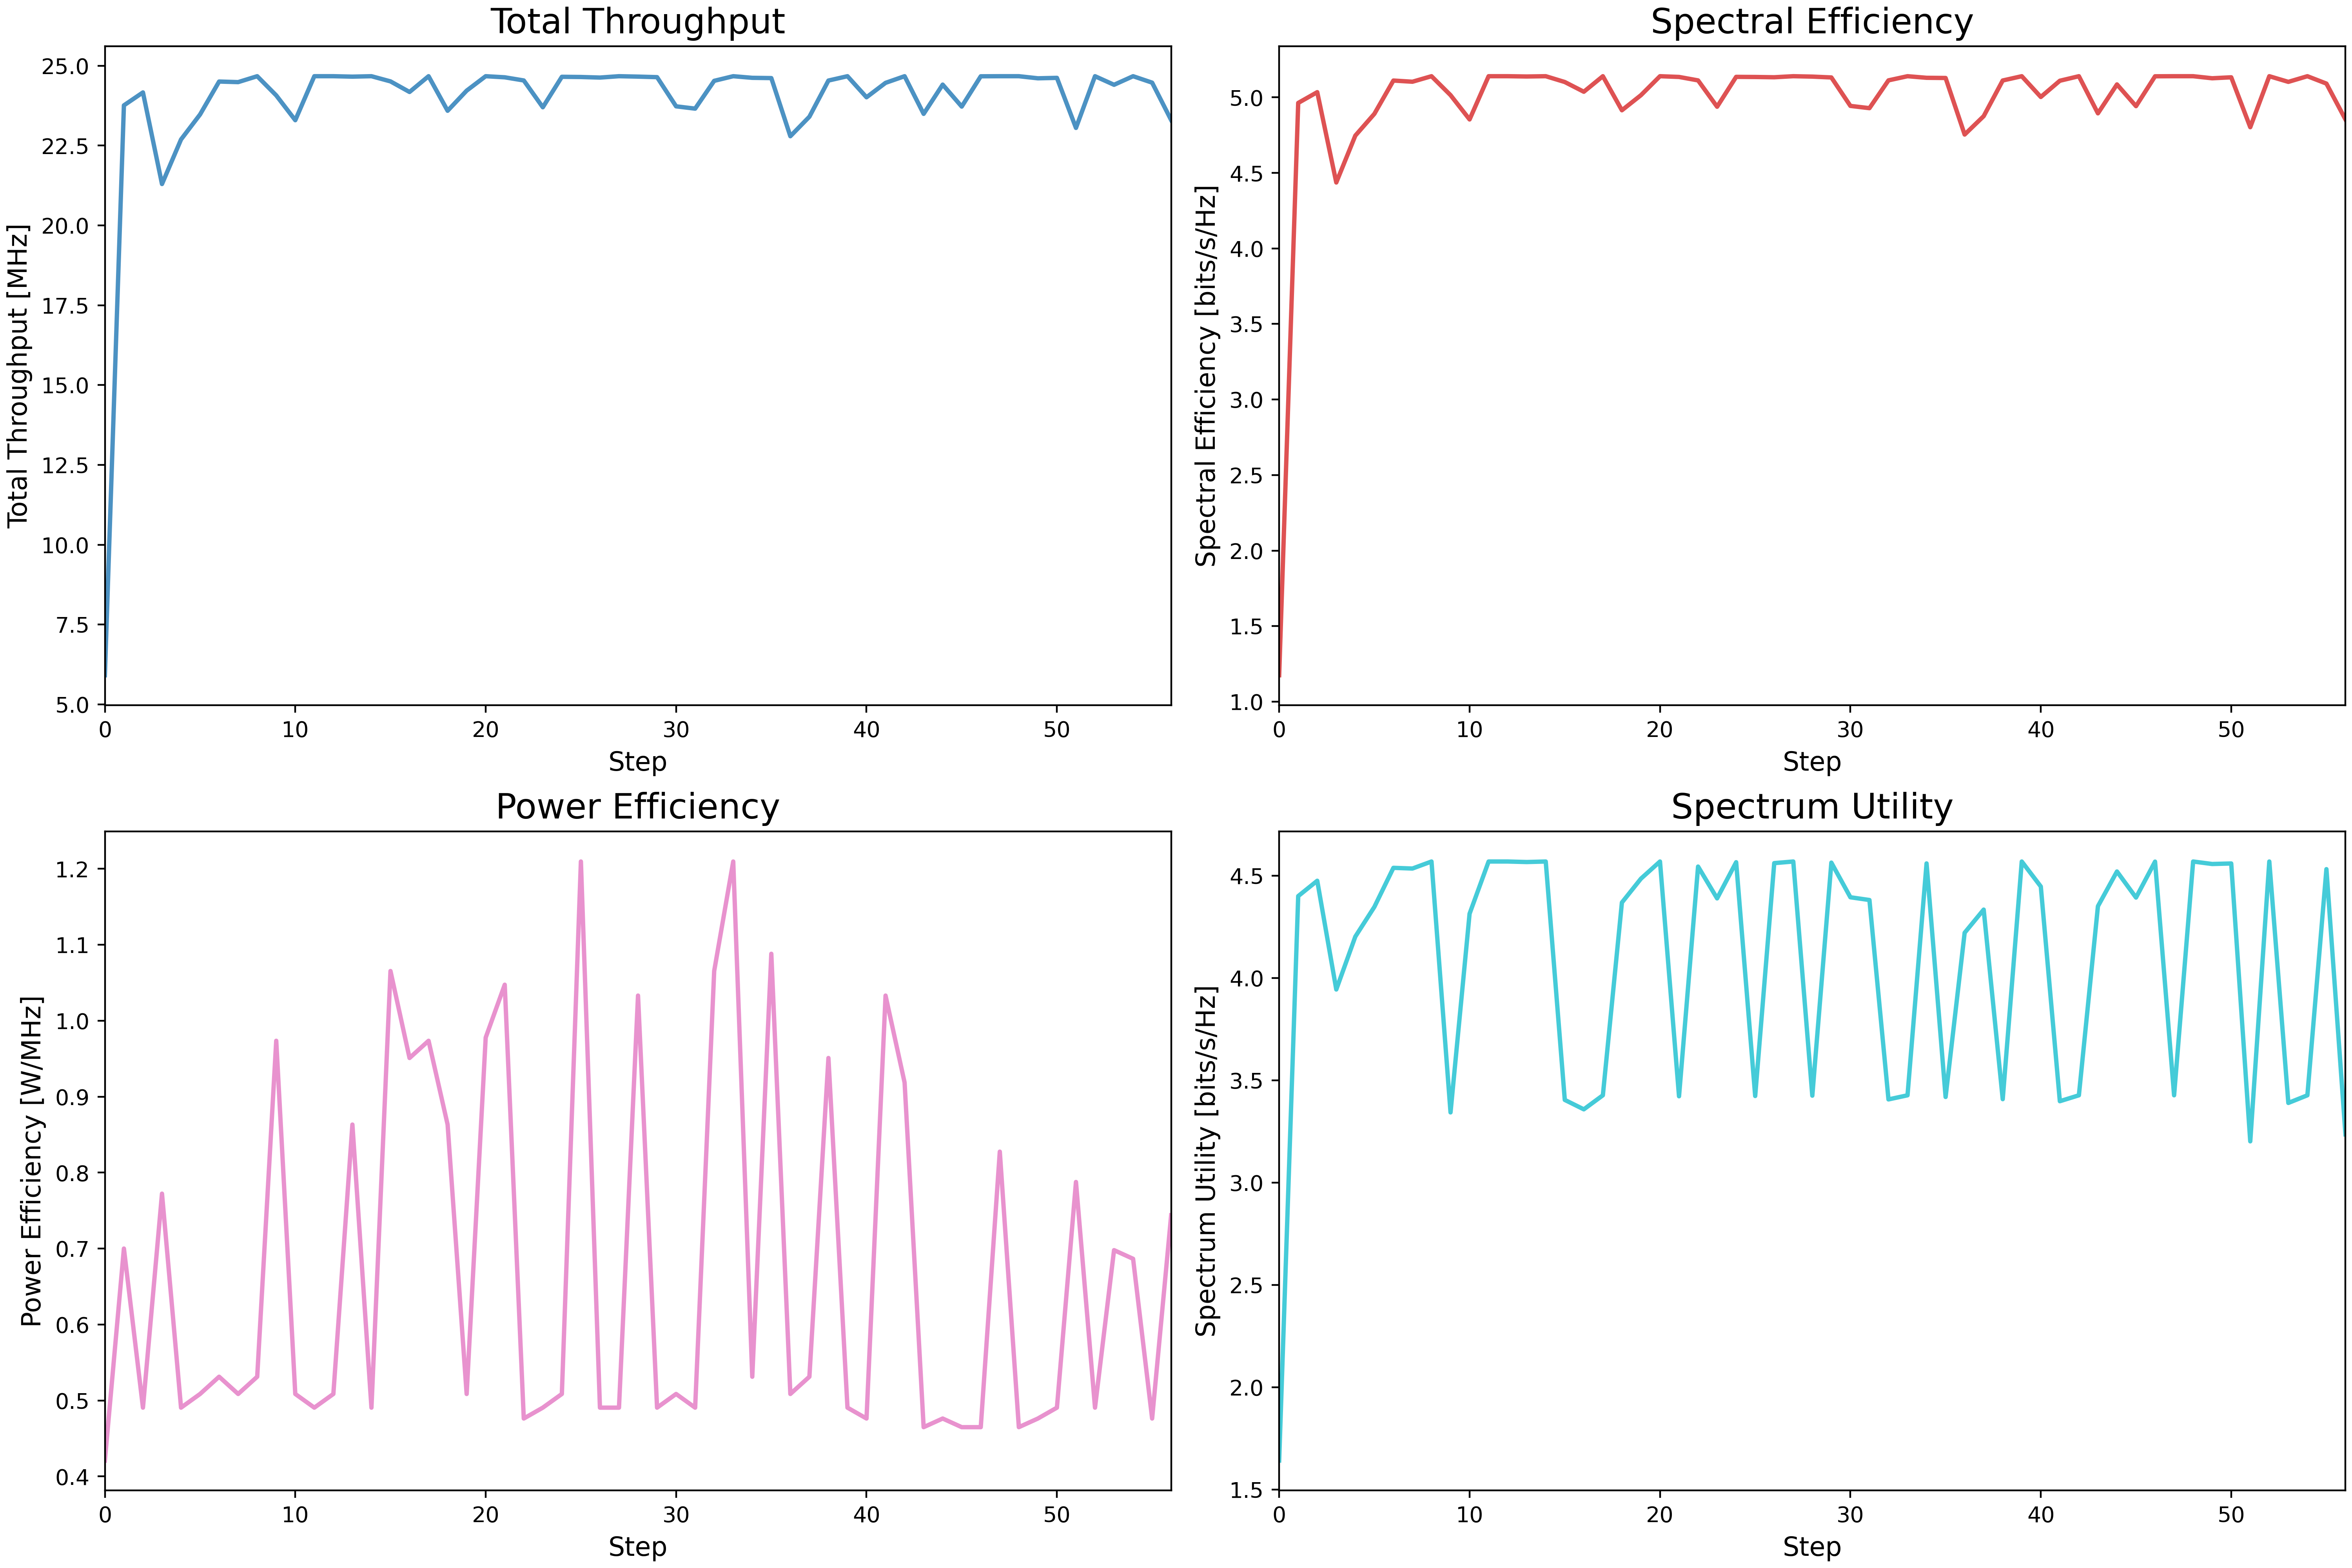 Total Throughput
Total Throughput [MHz]
25.0
22.5
20.0
17.5
15.0
12.5
10.0
7.5
5.0
0 10 20 30 40 50
Step
Spectral Efficiency
Spectral Efficiency [bits/s/Hz]
5.0
4.5
4.0
3.5
3.0
2.5
2.0
1.5
1.0
0 10 20 30 40 50
Step
Power Efficiency
Power Efficiency [W/MHz]
1.2
1.1
1.0
0.9
0.8
0.7
0.6
0.5
0.4
0 10 20 30 40 50
Step
Spectrum Utility
Spectrum Utility [bits/s/Hz]
4.5
4.0
3.5
3.0
2.5
2.0
1.5
0 10 20 30 40 50
Step